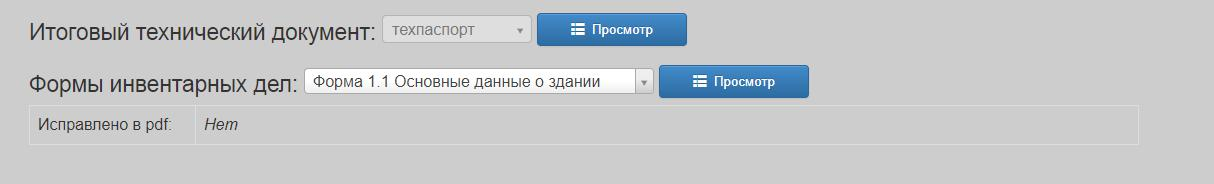 Итоговый технический документ: техпаспорт Просмотр
Формы инвентарных дел: Форма 1.1 Основные данные о здании Просмотр
Исправлено в pdf: Нет